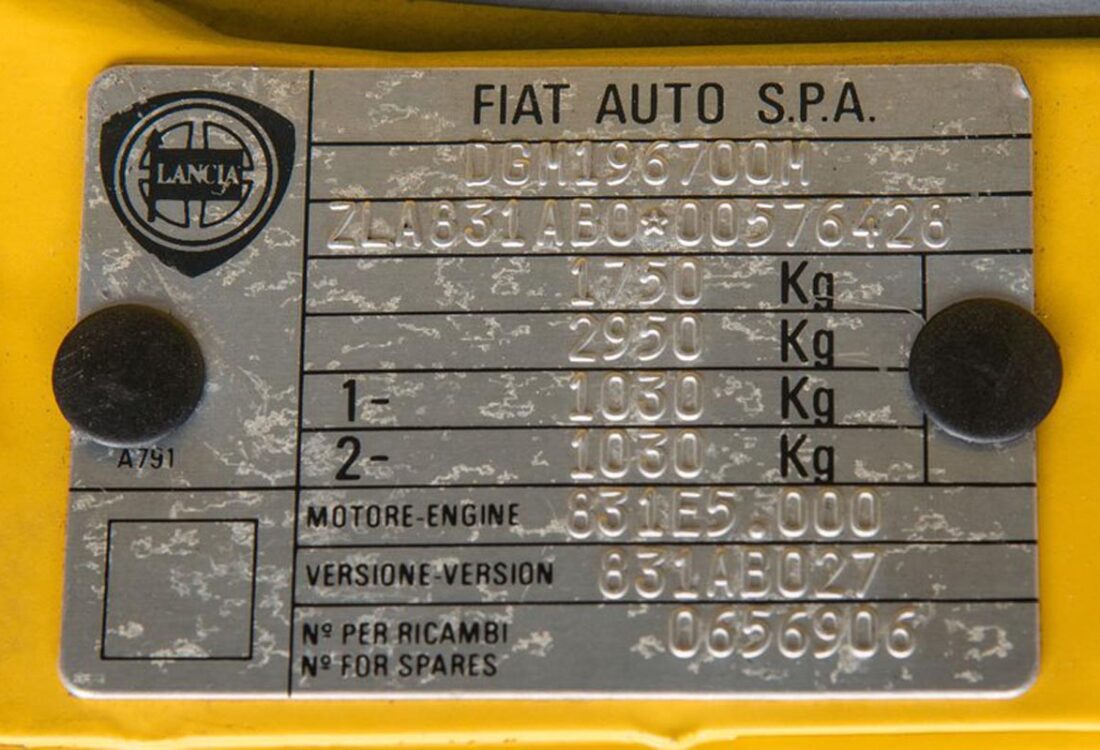 FIAT AUTO S.P.A.
LANCIA
DGM196700M
ZLA831AB0*00576428
1750 Kg
2950 Kg
1- 1030 Kg
2- 1030 Kg
A791
MOTORE-ENGINE 831E5.000
VERSIONE-VERSION 831AB027
Nº PER RICAMBI 0656906
Nº FOR SPARES